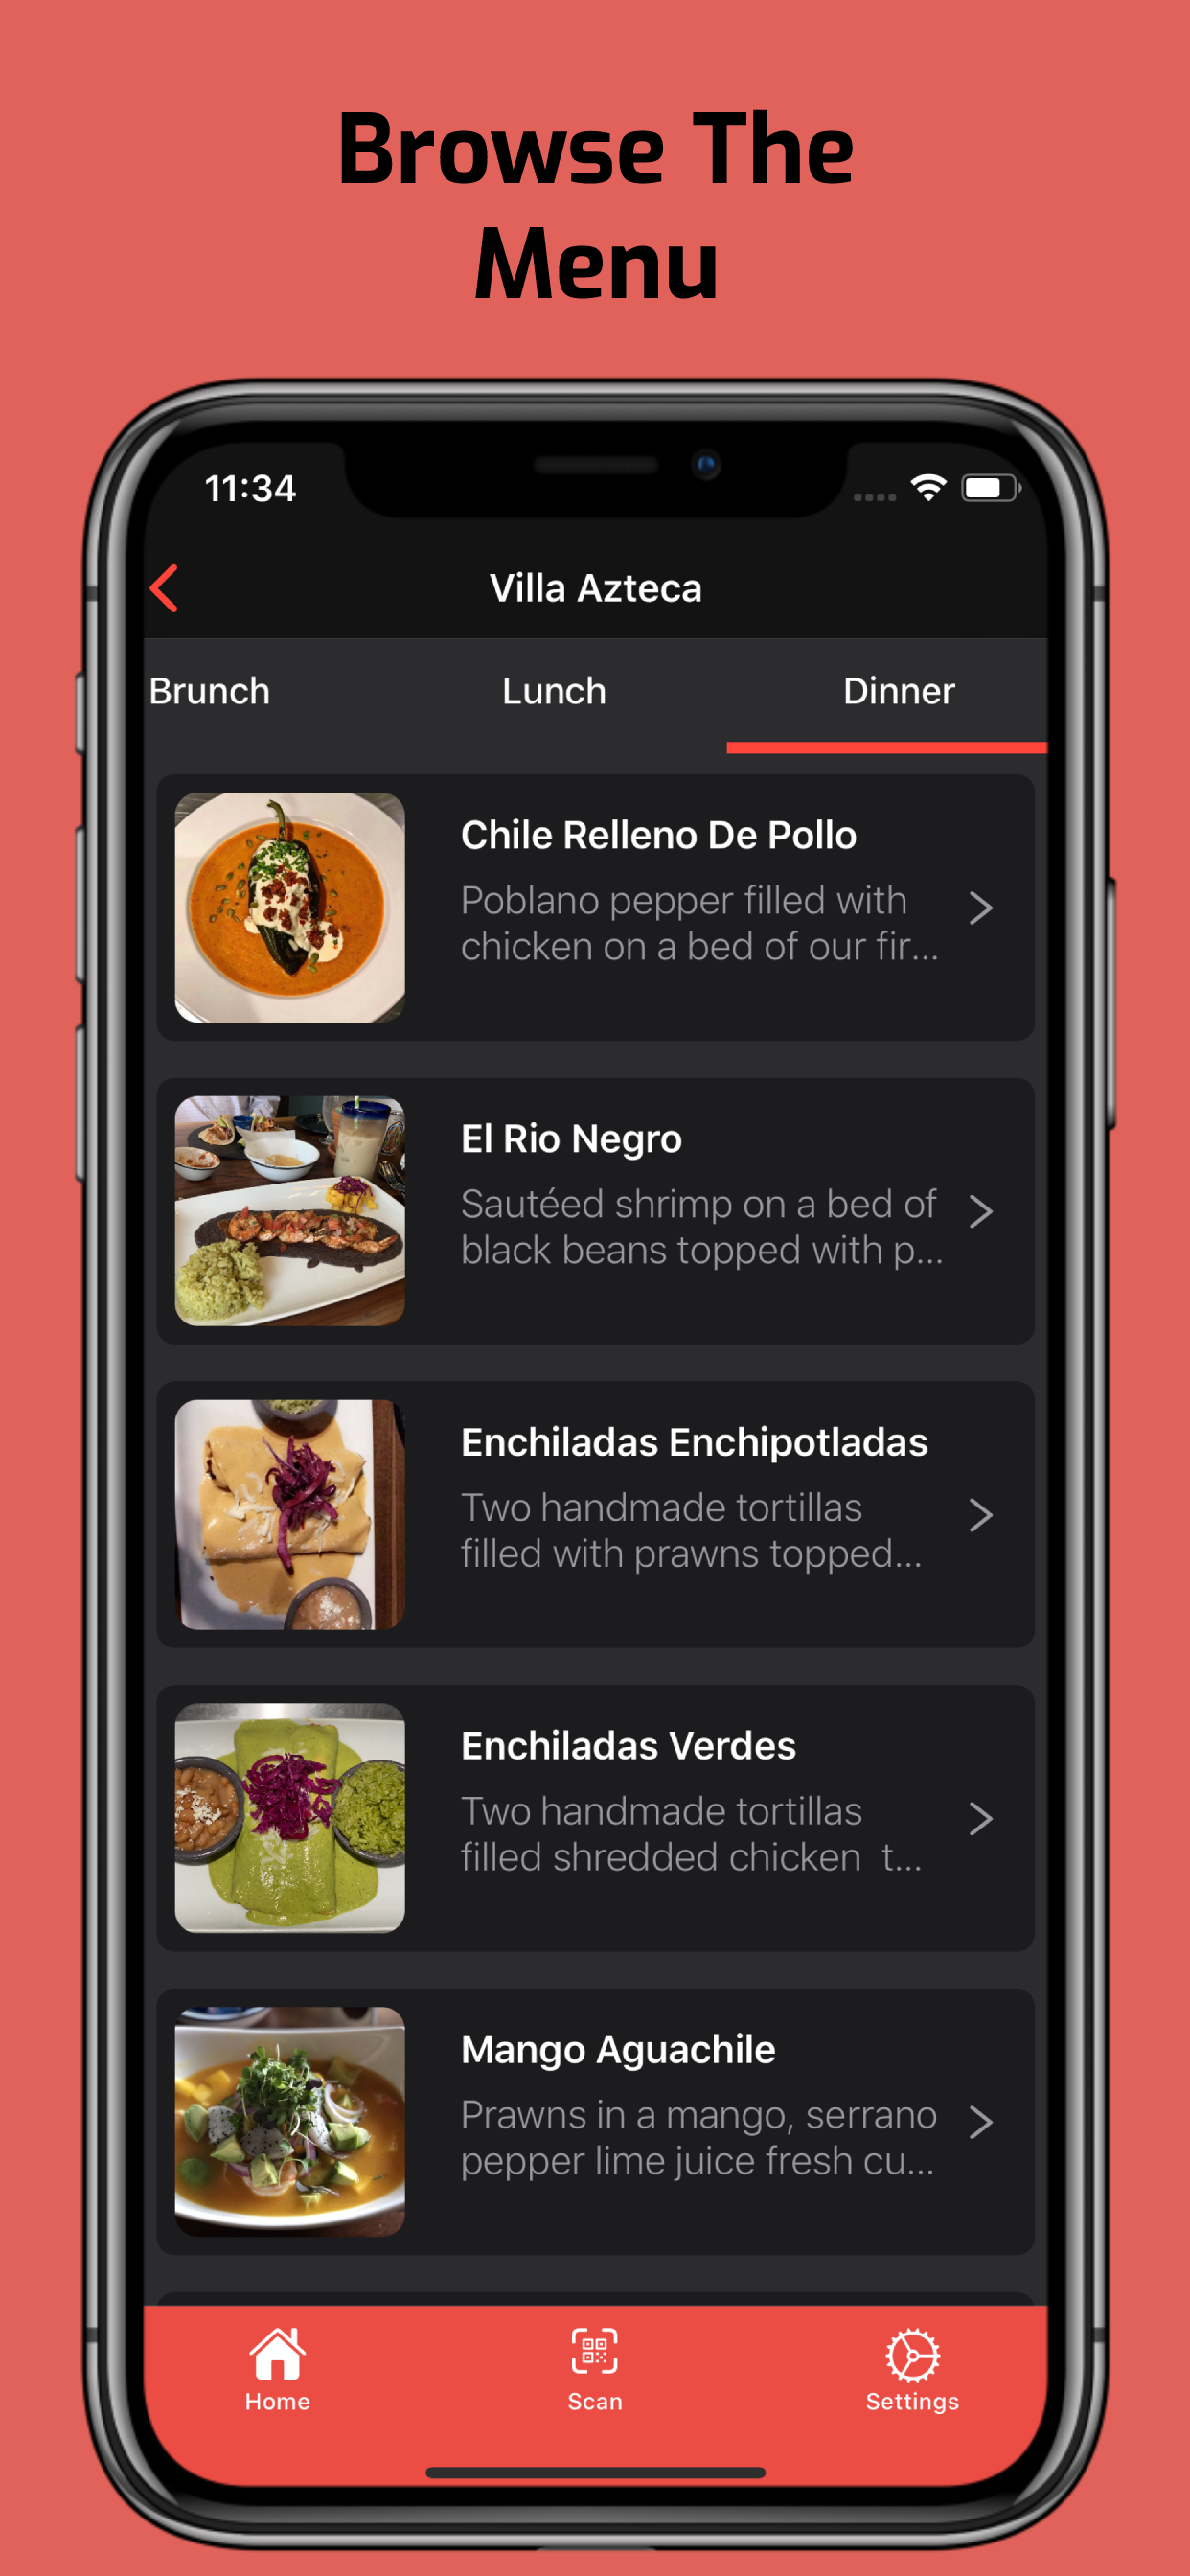 Browse The
Menu
11:34
Villa Azteca
Brunch
Lunch
Dinner
Chile Relleno De Pollo
Poblano pepper filled with
chicken on a bed of our fir...
El Rio Negro
Sautéed shrimp on a bed of
black beans topped with p...
Enchiladas Enchipotladas
Two handmade tortillas
filled with prawns topped...
Enchiladas Verdes
Two handmade tortillas
filled shredded chicken  t...
Mango Aguachile
Prawns in a mango, serrano
pepper lime juice fresh cu...
Home
Scan
Settings